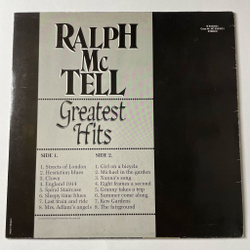 RALPH
Mc
TELL
Greatest
Hits
SIDE 1.
1. Streets of London
2. Hesitation blues
3. Clown
4. England 1914
5. Spiral Staircase
6. Sleepy time blues
7. Last train and ride
8. Mrs. Adlam's angels
SIDE 2.
1. Girl on a bicycle
2. Michael in the garden
3. Nanna's song
4. Eight frames a second
5. Granny takes a trip
6. Summer come along
7. Kew Gardens
8. The fairground